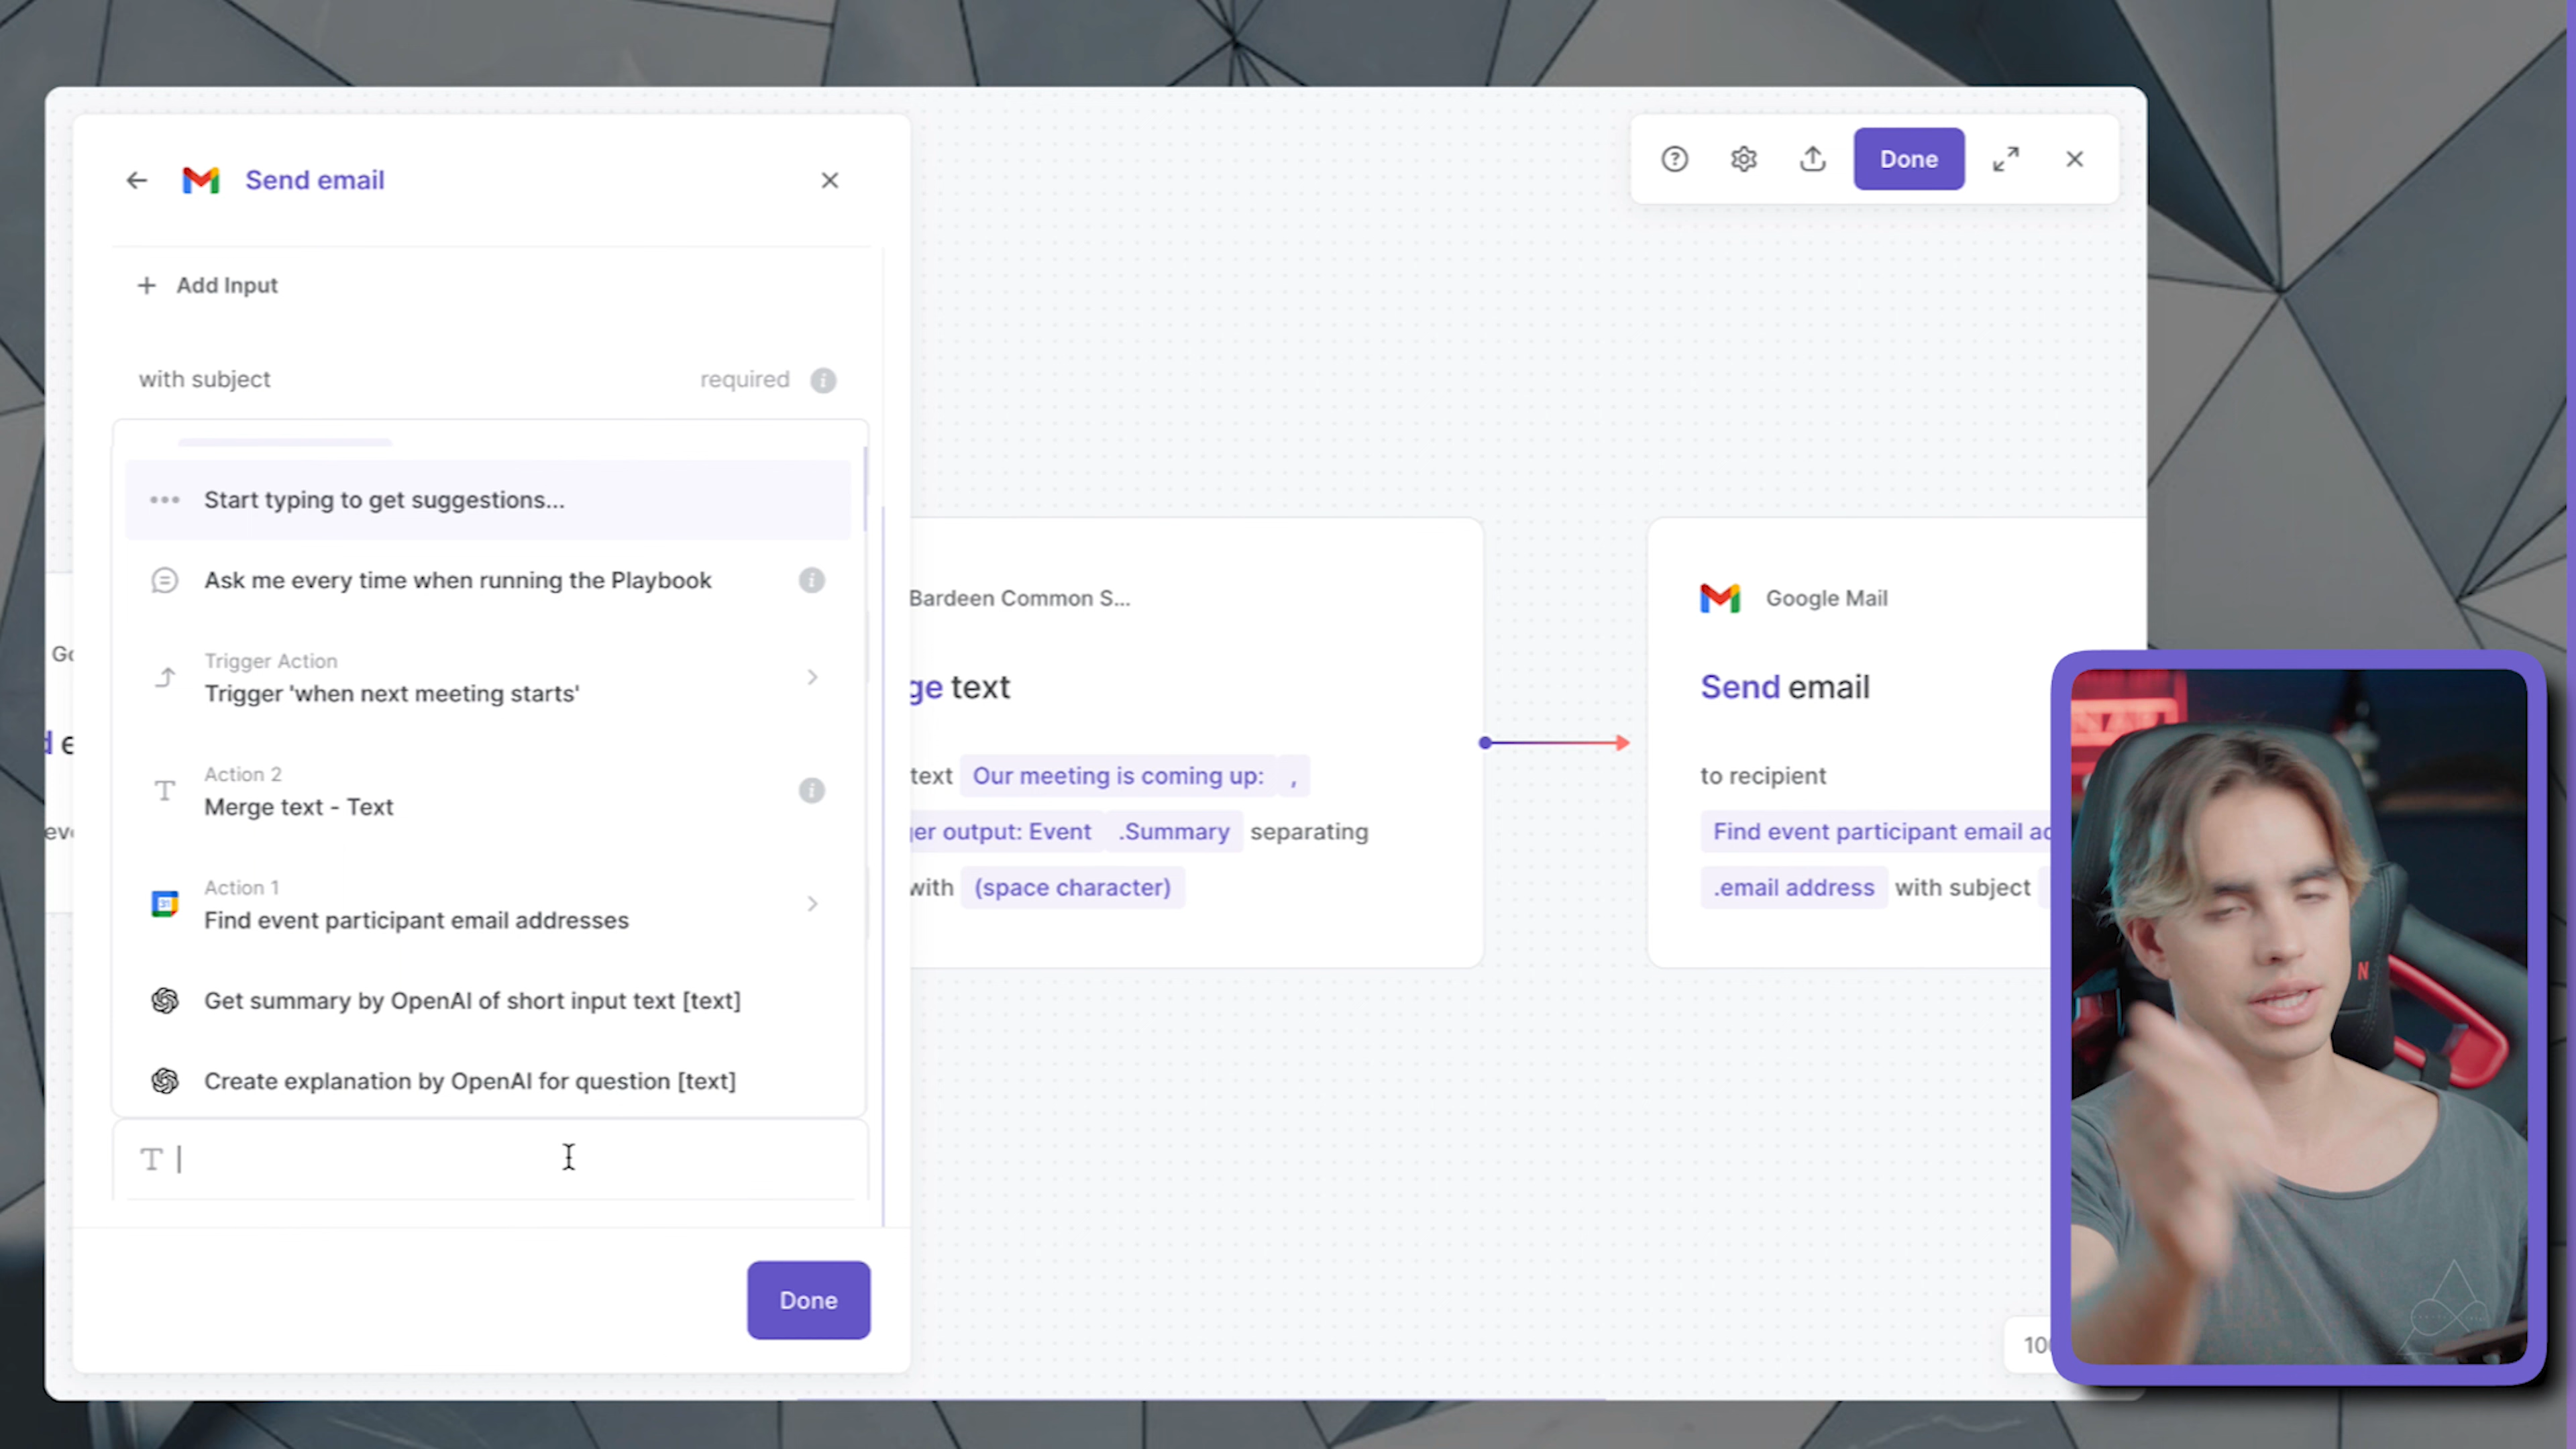 Send email
Done
Add Input
with subject required
Start typing to get suggestions...
Ask me every time when running the Playbook
Trigger Action
Trigger 'when next meeting starts'
Action 2
Merge text - Text
Action 1
Find event participant email addresses
Get summary by OpenAI of short input text [text]
Create explanation by OpenAI for question [text]
T
Done
Bardeen Common S...
ge text
text Our meeting is coming up: ,
ger output: Event .Summary separating
with (space character)
Google Mail
Send email
to recipient
Find event participant email ad
.email address with subject
N